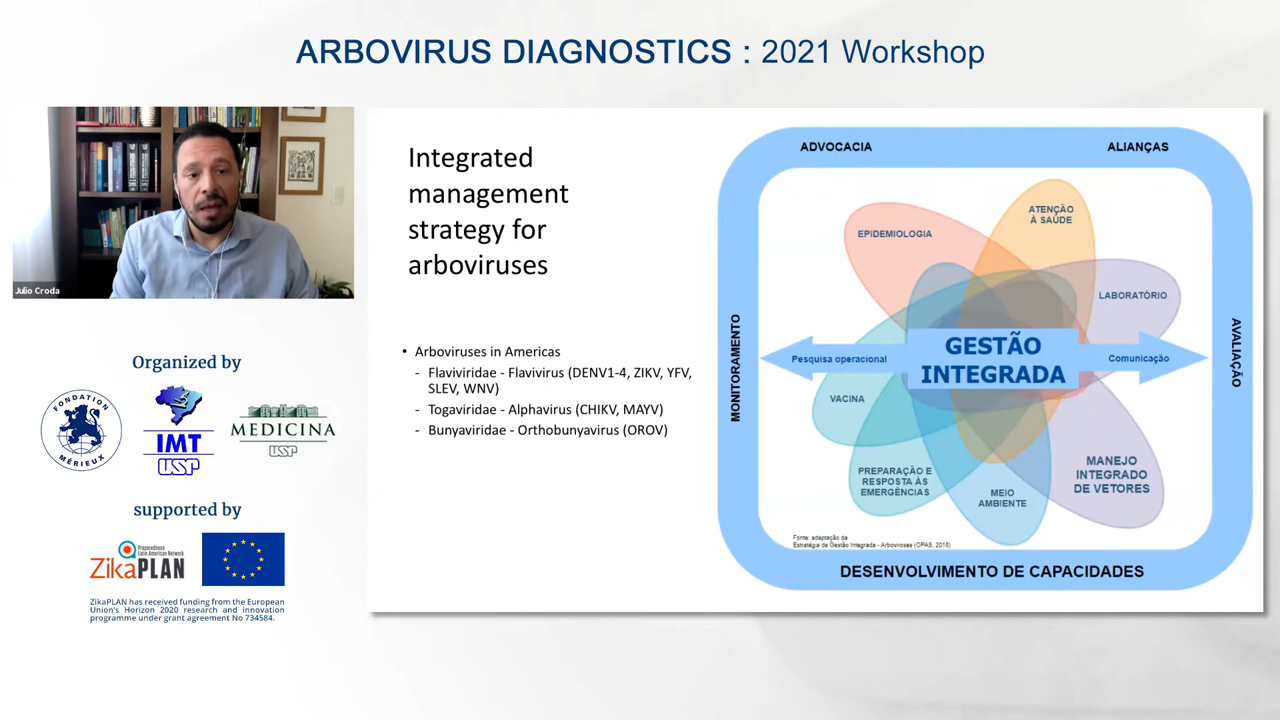 ARBOVIRUS DIAGNOSTICS : 2021 Workshop
Julio Croda
Organized by
FONDATION
MÉRIEUX
IMT
USP
MEDICINA
USP
supported by
Preparedness
Latin American Network
ZikaPLAN
ZikaPLAN has received funding from the European
Union's Horizon 2020 research and innovation
programme under grant agreement No 734584.
Integrated
management
strategy for
arboviruses
• Arboviruses in Americas
- Flaviviridae - Flavivirus (DENV1-4, ZIKV, YFV,
SLEV, WNV)
- Togaviridae - Alphavirus (CHIKV, MAYV)
- Bunyaviridae - Orthobunyavirus (OROV)
ADVOCACIA
ALIANÇAS
MONITORAMENTO
AVALIAÇÃO
EPIDEMIOLOGIA
ATENÇÃO
À SAÚDE
LABORATÓRIO
Pesquisa operacional
GESTÃO
INTEGRADA
Comunicação
VACINA
PREPARAÇÃO E
RESPOSTA ÀS
EMERGÊNCIAS
MEIO
AMBIENTE
MANEJO
INTEGRADO
DE VETORES
Fonte: adaptação da
Estratégia de Gestão Integrada - Arboviroses (OPAS, 2018)
DESENVOLVIMENTO DE CAPACIDADES